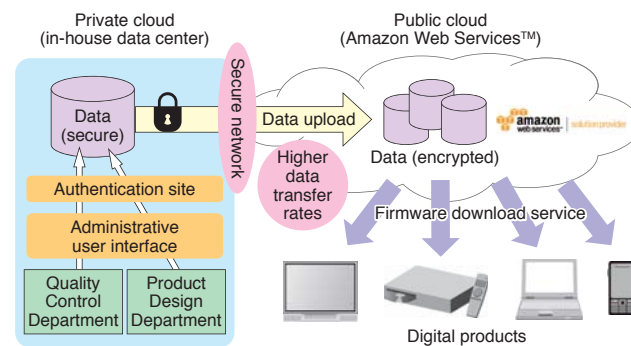 Private cloud
(in-house data center)
Public cloud
(Amazon Web Services™)
Secure network
Data
(secure)
Data upload
Higher
data
transfer
rates
Data (encrypted)
amazon
web services™
solution provider
Authentication site
Administrative
user interface
Quality
Control
Department
Product
Design
Department
Firmware download service
Digital products